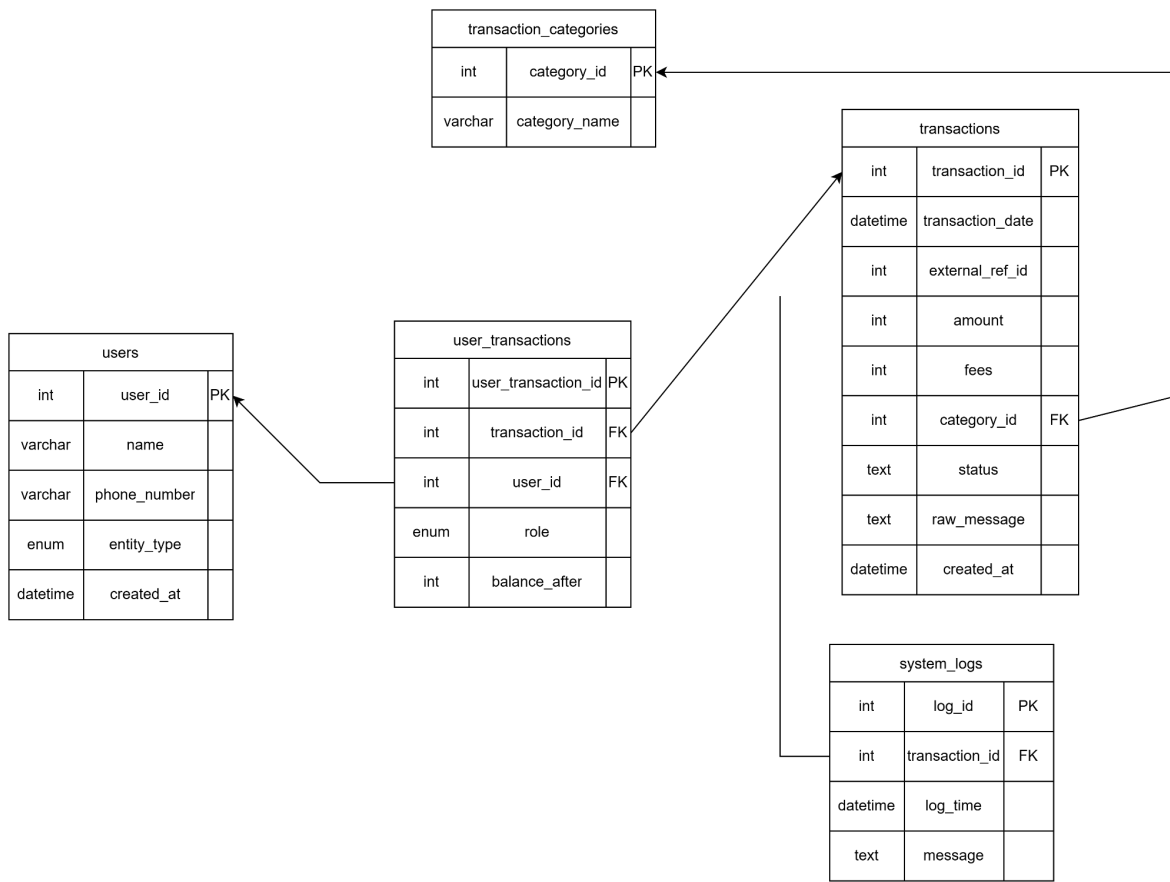 transaction_categories
int category_id PK
varchar category_name
transactions
int transaction_id PK
datetime transaction_date
int external_ref_id
int amount
int fees
int category_id FK
text status
text raw_message
datetime created_at
users
int user_id PK
varchar name
varchar phone_number
enum entity_type
datetime created_at
user_transactions
int user_transaction_id PK
int transaction_id FK
int user_id FK
enum role
int balance_after
system_logs
int log_id PK
int transaction_id FK
datetime log_time
text message